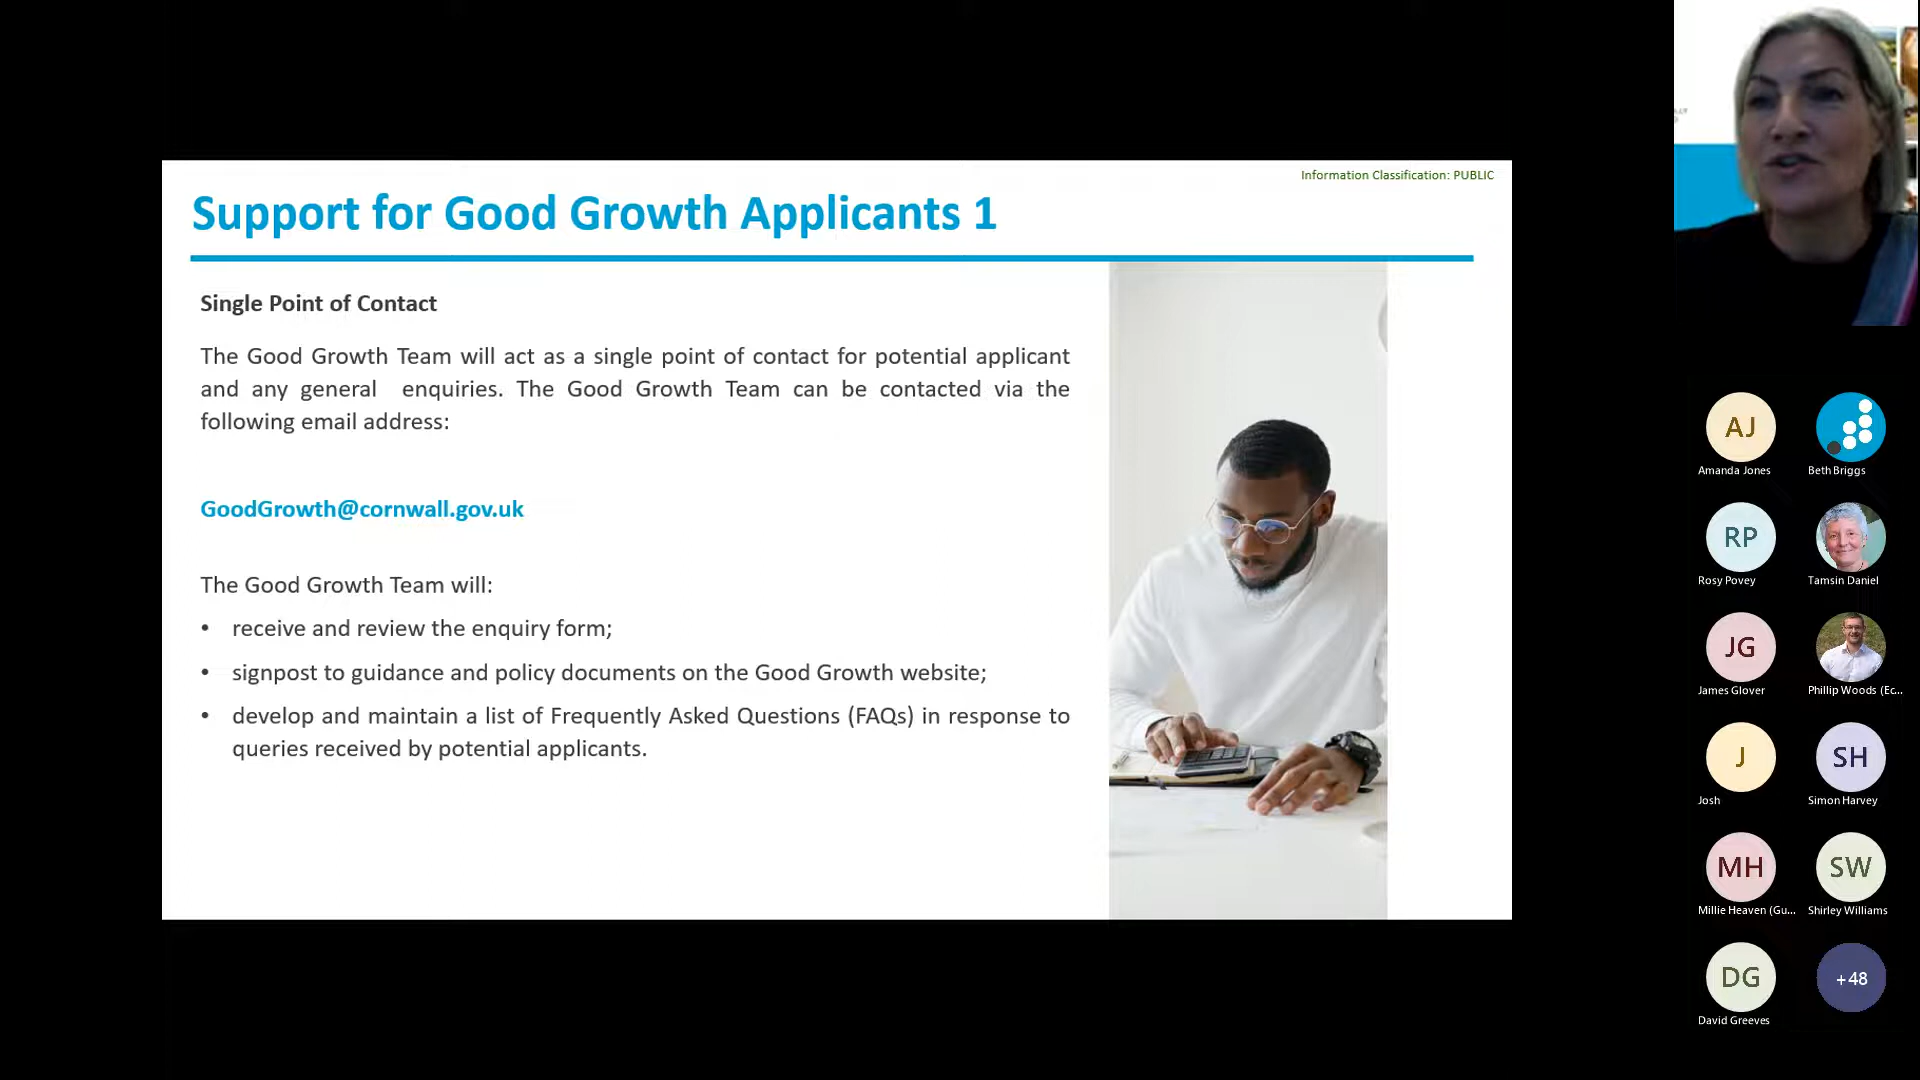 Information Classification: PUBLIC
Support for Good Growth Applicants 1
Single Point of Contact
The Good Growth Team will act as a single point of contact for potential applicant
and any general enquiries. The Good Growth Team can be contacted via the
following email address:
GoodGrowth@cornwall.gov.uk
The Good Growth Team will:
• receive and review the enquiry form;
• signpost to guidance and policy documents on the Good Growth website;
• develop and maintain a list of Frequently Asked Questions (FAQs) in response to
queries received by potential applicants.
AJ
Amanda Jones
Beth Briggs
RP
Rosy Povey
Tamsin Daniel
JG
James Glover
Phillip Woods (Ec...
J
Josh
SH
Simon Harvey
MH
Millie Heaven (Gu...
SW
Shirley Williams
DG
David Greeves
+48